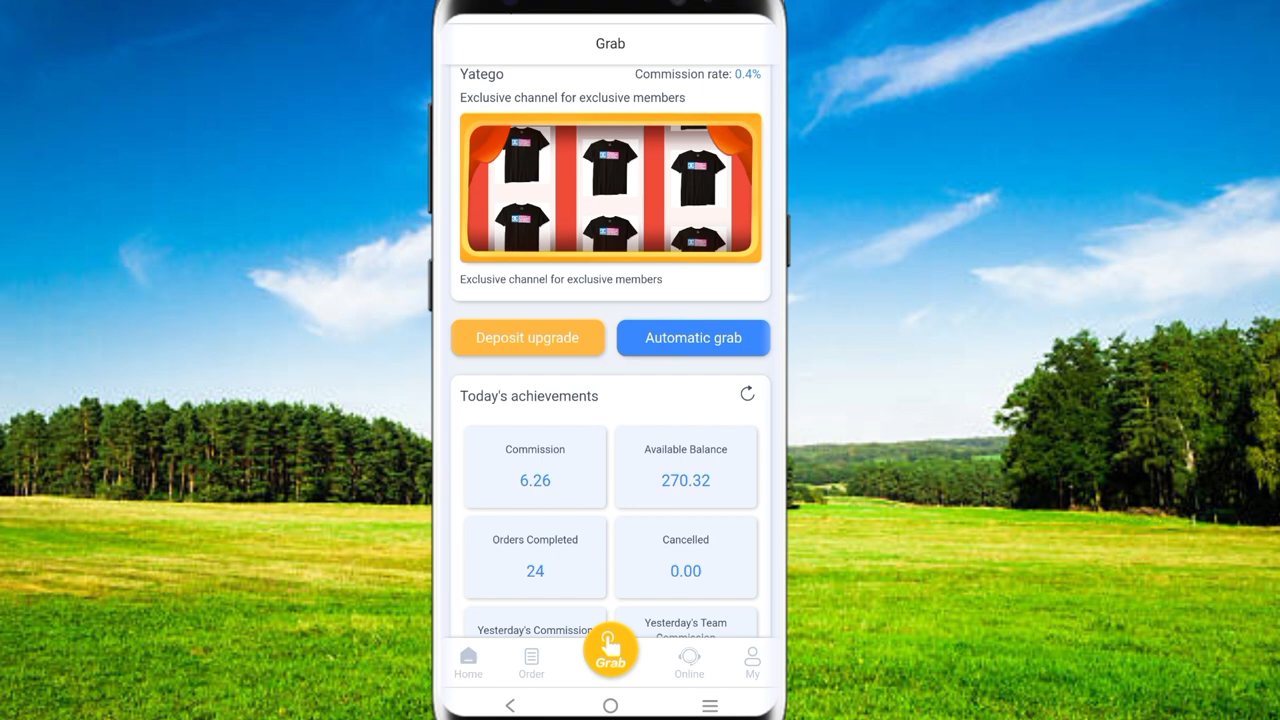 Grab
Yatego
Commission rate: 0.4%
Exclusive channel for exclusive members
Exclusive channel for exclusive members
Deposit upgrade
Automatic grab
Today's achievements
Commission
Available Balance
6.26
270.32
Orders Completed
Cancelled
24
0.00
Yesterday's Commission
Yesterday's Team
Commission
Grab
Home
Order
Online
My